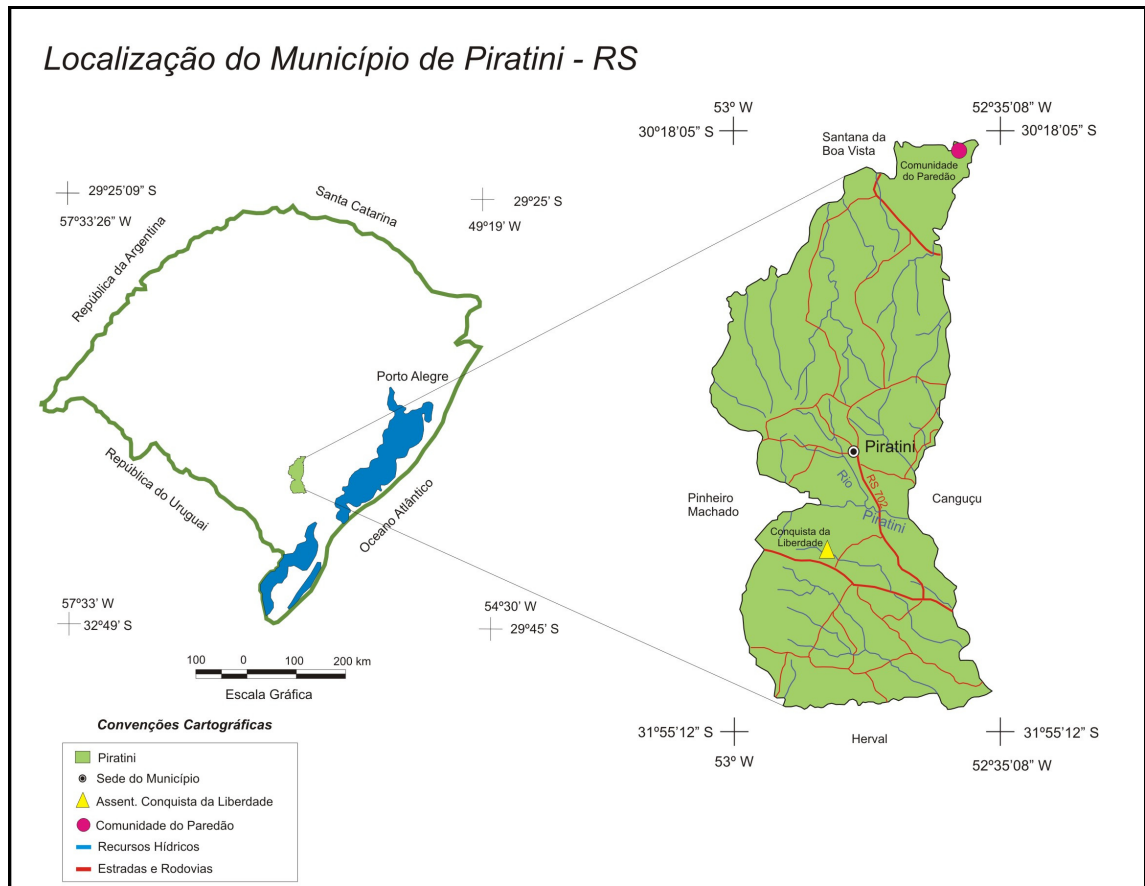 Localização do Município de Piratini - RS
29º25'09" S
57º33'26" W
29º25' S
49º19' W
Santa Catarina
República da Argentina
Porto Alegre
República do Uruguai
Oceano Atlântico
57º33' W
32º49' S
54º30' W
29º45' S
100 0 100 200 km
Escala Gráfica
53º W
30º18'05" S
52º35'08" W
30º18'05" S
Santana da
Boa Vista
Comunidade
do Paredão
Piratini
Rio
RS 702
Piratini
Pinheiro
Machado
Canguçu
Conquista da
Liberdade
31º55'12" S
53º W
Herval
31º55'12" S
52º35'08" W
Convenções Cartográficas
Piratini
Sede do Município
Assent. Conquista da Liberdade
Comunidade do Paredão
Recursos Hídricos
Estradas e Rodovias